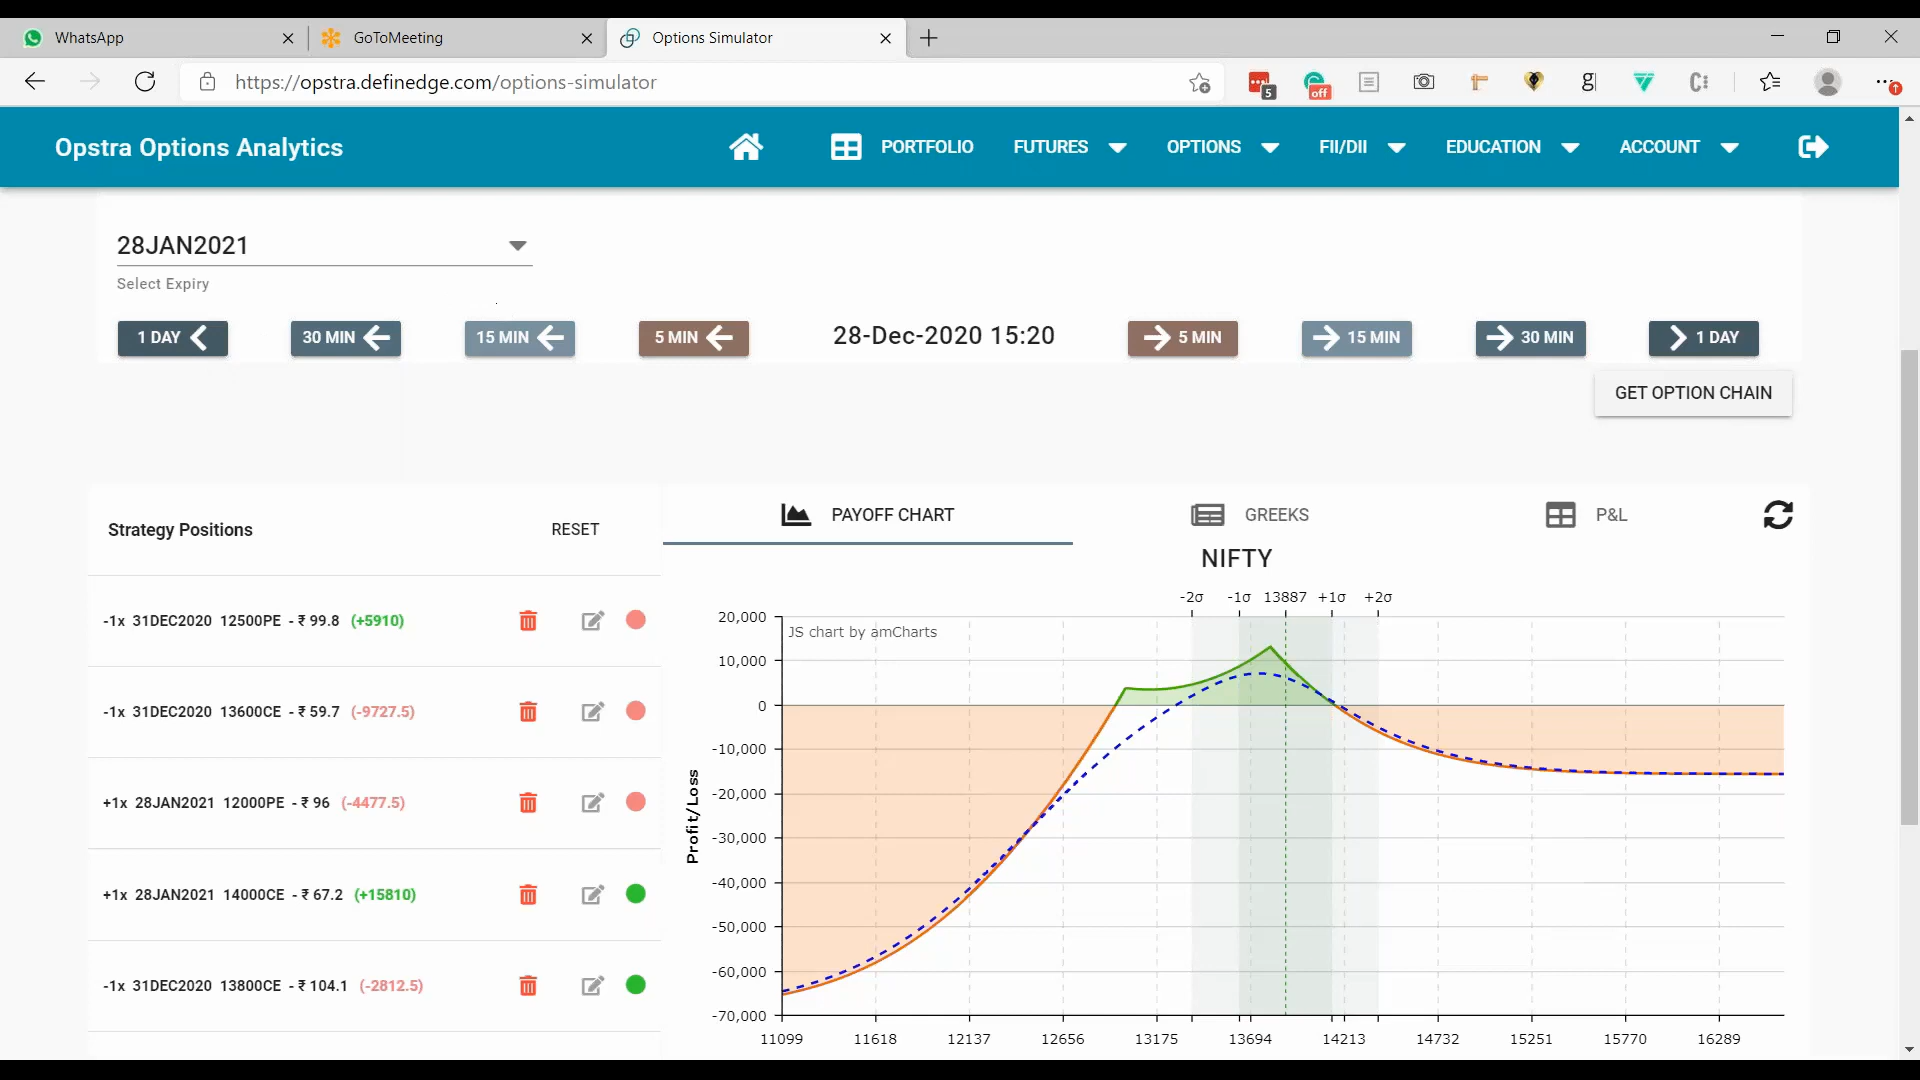 WhatsApp
GoToMeeting
Options Simulator
https://opstra.definedge.com/options-simulator
5
off
g
Opstra Options Analytics
PORTFOLIO
FUTURES
OPTIONS
FII/DII
EDUCATION
ACCOUNT
28JAN2021
Select Expiry
1 DAY
30 MIN
15 MIN
5 MIN
28-Dec-2020 15:20
5 MIN
15 MIN
30 MIN
1 DAY
GET OPTION CHAIN
Strategy Positions
RESET
PAYOFF CHART
GREEKS
P&L
NIFTY
-1x 31DEC2020 12500PE - ₹ 99.8 (+5910)
-1x 31DEC2020 13600CE - ₹ 59.7 (-9727.5)
+1x 28JAN2021 12000PE - ₹ 96 (-4477.5)
+1x 28JAN2021 14000CE - ₹ 67.2 (+15810)
-1x 31DEC2020 13800CE - ₹ 104.1 (-2812.5)
-2σ -1σ 13887 +1σ +2σ
JS chart by amCharts
Profit/Loss
20,000
10,000
0
-10,000
-20,000
-30,000
-40,000
-50,000
-60,000
-70,000
11099 11618 12137 12656 13175 13694 14213 14732 15251 15770 16289